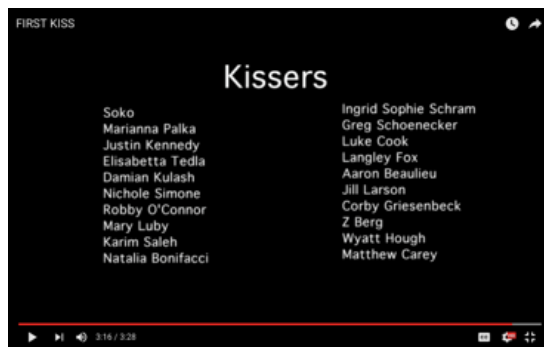 FIRST KISS
Kissers
Soko
Marianna Palka
Justin Kennedy
Elisabetta Tedla
Damian Kulash
Nichole Simone
Robby O'Connor
Mary Luby
Karim Saleh
Natalia Bonifacci
Ingrid Sophie Schram
Greg Schoenecker
Luke Cook
Langley Fox
Aaron Beaulieu
Jill Larson
Corby Griesenbeck
Z Berg
Wyatt Hough
Matthew Carey
3:16 / 3:28